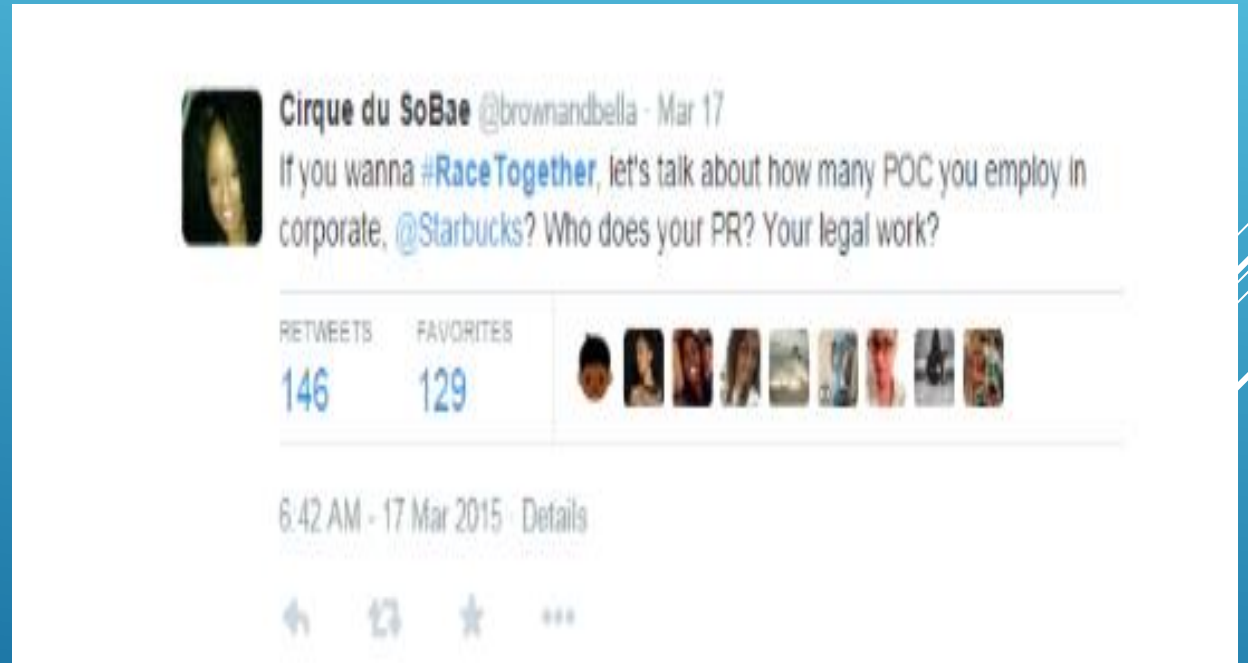 Cirque du SoBae @brownandbella · Mar 17
If you wanna #RaceTogether, let's talk about how many POC you employ in
corporate, @Starbucks? Who does your PR? Your legal work?
RETWEETS FAVORITES
146 129
6:42 AM - 17 Mar 2015 · Details